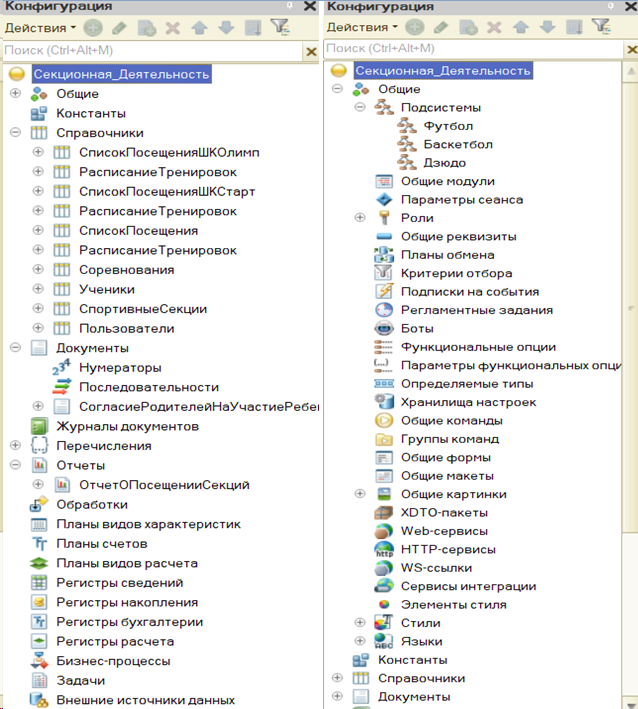 Конфигурация
Действия
Поиск (Ctrl+Alt+M)
Секционная_Деятельность
Общие
Константы
Справочники
СписокПосещенияШКОлимп
РасписаниеТренировок
СписокПосещенияШКСтарт
РасписаниеТренировок
СписокПосещения
РасписаниеТренировок
Соревнования
Ученики
СпортивныеСекции
Пользователи
Документы
Нумераторы
Последовательности
СогласиеРодителейНаУчастиеРебе
Журналы документов
Перечисления
Отчеты
ОтчетОПосещенииСекций
Обработки
Планы видов характеристик
Планы счетов
Планы видов расчета
Регистры сведений
Регистры накопления
Регистры бухгалтерии
Регистры расчета
Бизнес-процессы
Задачи
Внешние источники данных
Конфигурация
Действия
Поиск (Ctrl+Alt+M)
Секционная_Деятельность
Общие
Подсистемы
Футбол
Баскетбол
Дзюдо
Общие модули
Параметры сеанса
Роли
Общие реквизиты
Планы обмена
Критерии отбора
Подписки на события
Регламентные задания
Боты
Функциональные опции
Параметры функциональных опци
Определяемые типы
Хранилища настроек
Общие команды
Группы команд
Общие формы
Общие макеты
Общие картинки
XDTO-пакеты
Web-сервисы
HTTP-сервисы
WS-ссылки
Сервисы интеграции
Элементы стиля
Стили
Языки
Константы
Справочники
Документы